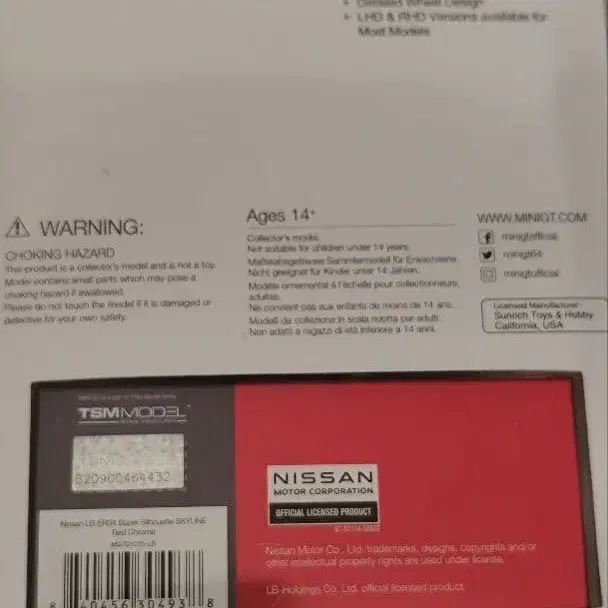 Detailed Wheel Design
LHD & RHD Versions available for
Most Models
WARNING:
CHOKING HAZARD
This product is a collector's model and is not a toy.
Model contains small parts which may pose a
choking hazard if swallowed.
Please do not touch the model if it is damaged or
defective for your own safety.
Ages 14+
Collector's model.
Not suitable for children under 14 years.
Maßstabsgetreues Sammlermodell für Erwachsene.
Nicht geeignet für Kinder unter 14 Jahren.
Modèle ornemental à l'échelle pour collectionneurs
adultes.
Ne convient pas aux enfants de moins de 14 ans.
Modelli da collezione in scala ridotta per adulti.
Non adatti a ragazzi di età inferiore a 14 anni.
WWW.MINIGT.COM
minigtofficial
minigt64
minigtofficial
Licensed Manufacturer:
Sunrich Toys & Hobby
California, USA
TSMMODEL
820900464432
Nissan LB-ER34 Super Silhouette SKYLINE
Red Chrome
8 40456 30493 8
NISSAN
MOTOR CORPORATION
OFFICIAL LICENSED PRODUCT
Nissan Motor Co., Ltd. trademarks, designs, copyrights and/or
other intellectual property rights are used under license.
LB-Holdings Co. Ltd. official licensed product